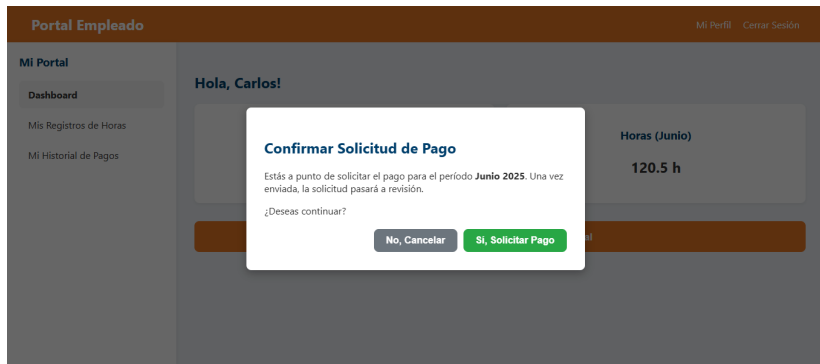 Portal Empleado
Mi Perfil Cerrar Sesión
Mi Portal
Dashboard
Mis Registros de Horas
Mi Historial de Pagos
Hola, Carlos!
Horas (Junio)
120.5 h
Confirmar Solicitud de Pago
Estás a punto de solicitar el pago para el período Junio 2025. Una vez
enviada, la solicitud pasará a revisión.
¿Deseas continuar?
No, Cancelar
Sí, Solicitar Pago